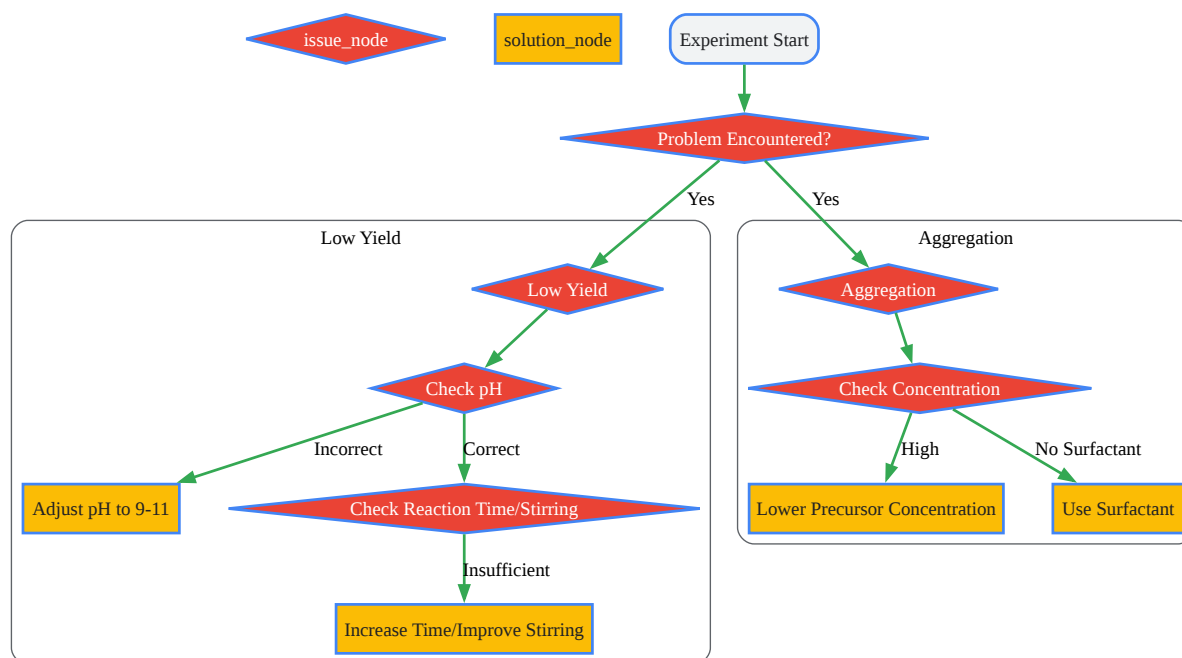 issue_node
solution_node
Experiment Start
Problem Encountered?
Yes
Yes
Low Yield
Aggregation
Low Yield
Aggregation
Check pH
Check Concentration
Incorrect
Correct
High
No Surfactant
Adjust pH to 9-11
Check Reaction Time/Stirring
Lower Precursor Concentration
Use Surfactant
Insufficient
Increase Time/Improve Stirring